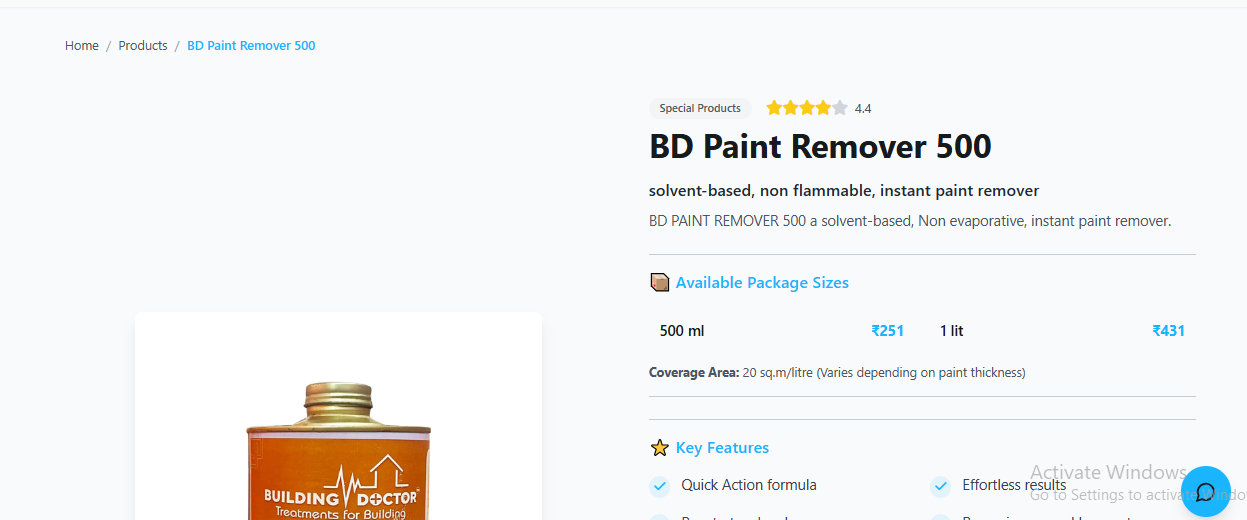 Home / Products / BD Paint Remover 500
Special Products 4.4
BD Paint Remover 500
solvent-based, non flammable, instant paint remover
BD PAINT REMOVER 500 a solvent-based, Non evaporative, instant paint remover.
Available Package Sizes
500 ml ₹251 1 lit ₹431
Coverage Area: 20 sq.m/litre (Varies depending on paint thickness)
Key Features
Quick Action formula Effortless results
BUILDING DOCTOR
Treatments for Building
Activate Windows
Go to Settings to activate Windo